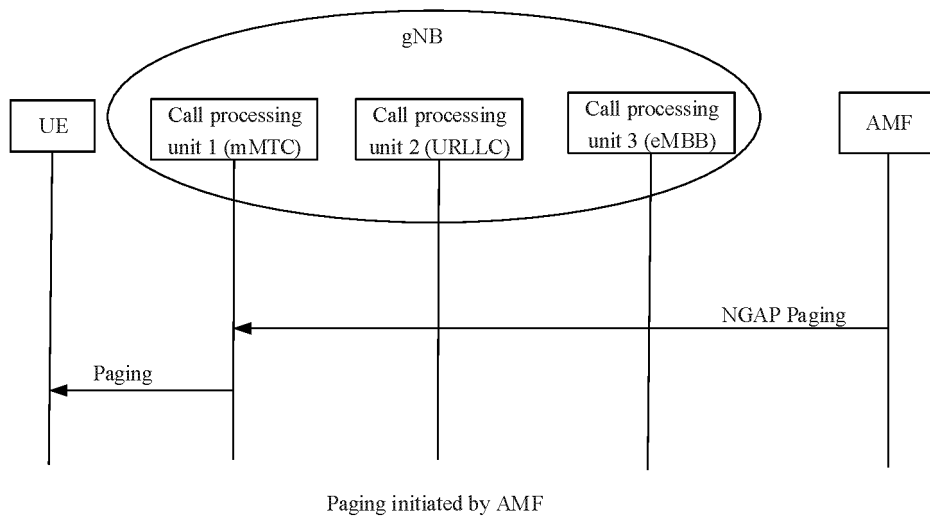 gNB
UE
Call processing
unit 1 (mMTC)
Call processing
unit 2 (URLLC)
Call processing
unit 3 (eMBB)
AMF
NGAP Paging
Paging
Paging initiated by AMF